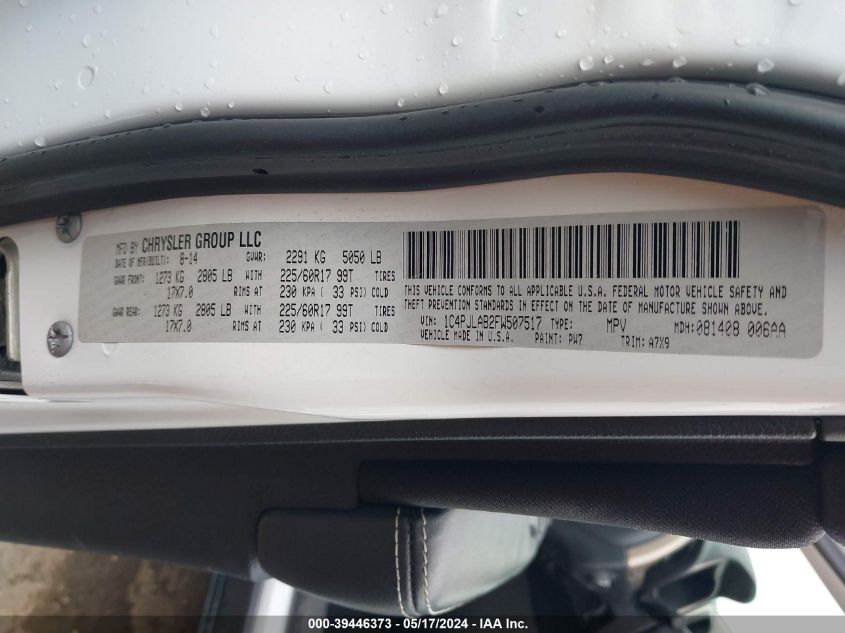 MFD BY CHRYSLER GROUP LLC
DATE OF MFR(BUILT): 8-14 GVWR: 2291 KG 5050 LB
GAWR FRONT: 1273 KG 2805 LB WITH 225/60R17 99T TIRES
17X7.0 RIMS AT 230 KPA ( 33 PSI) COLD
GAWR REAR: 1273 KG 2805 LB WITH 225/60R17 99T TIRES
17X7.0 RIMS AT 230 KPA ( 33 PSI) COLD
THIS VEHICLE CONFORMS TO ALL APPLICABLE U.S.A. FEDERAL MOTOR VEHICLE SAFETY AND
THEFT PREVENTION STANDARDS IN EFFECT ON THE DATE OF MANUFACTURE SHOWN ABOVE.
VIN: 1C4PJLAB2FW507517 TYPE: MPV MDH: 081408 006AA
VEHICLE MADE IN U.S.A. PAINT: PW7 TRIM: A7X9
000-39446373 - 05/17/2024 - IAA Inc.